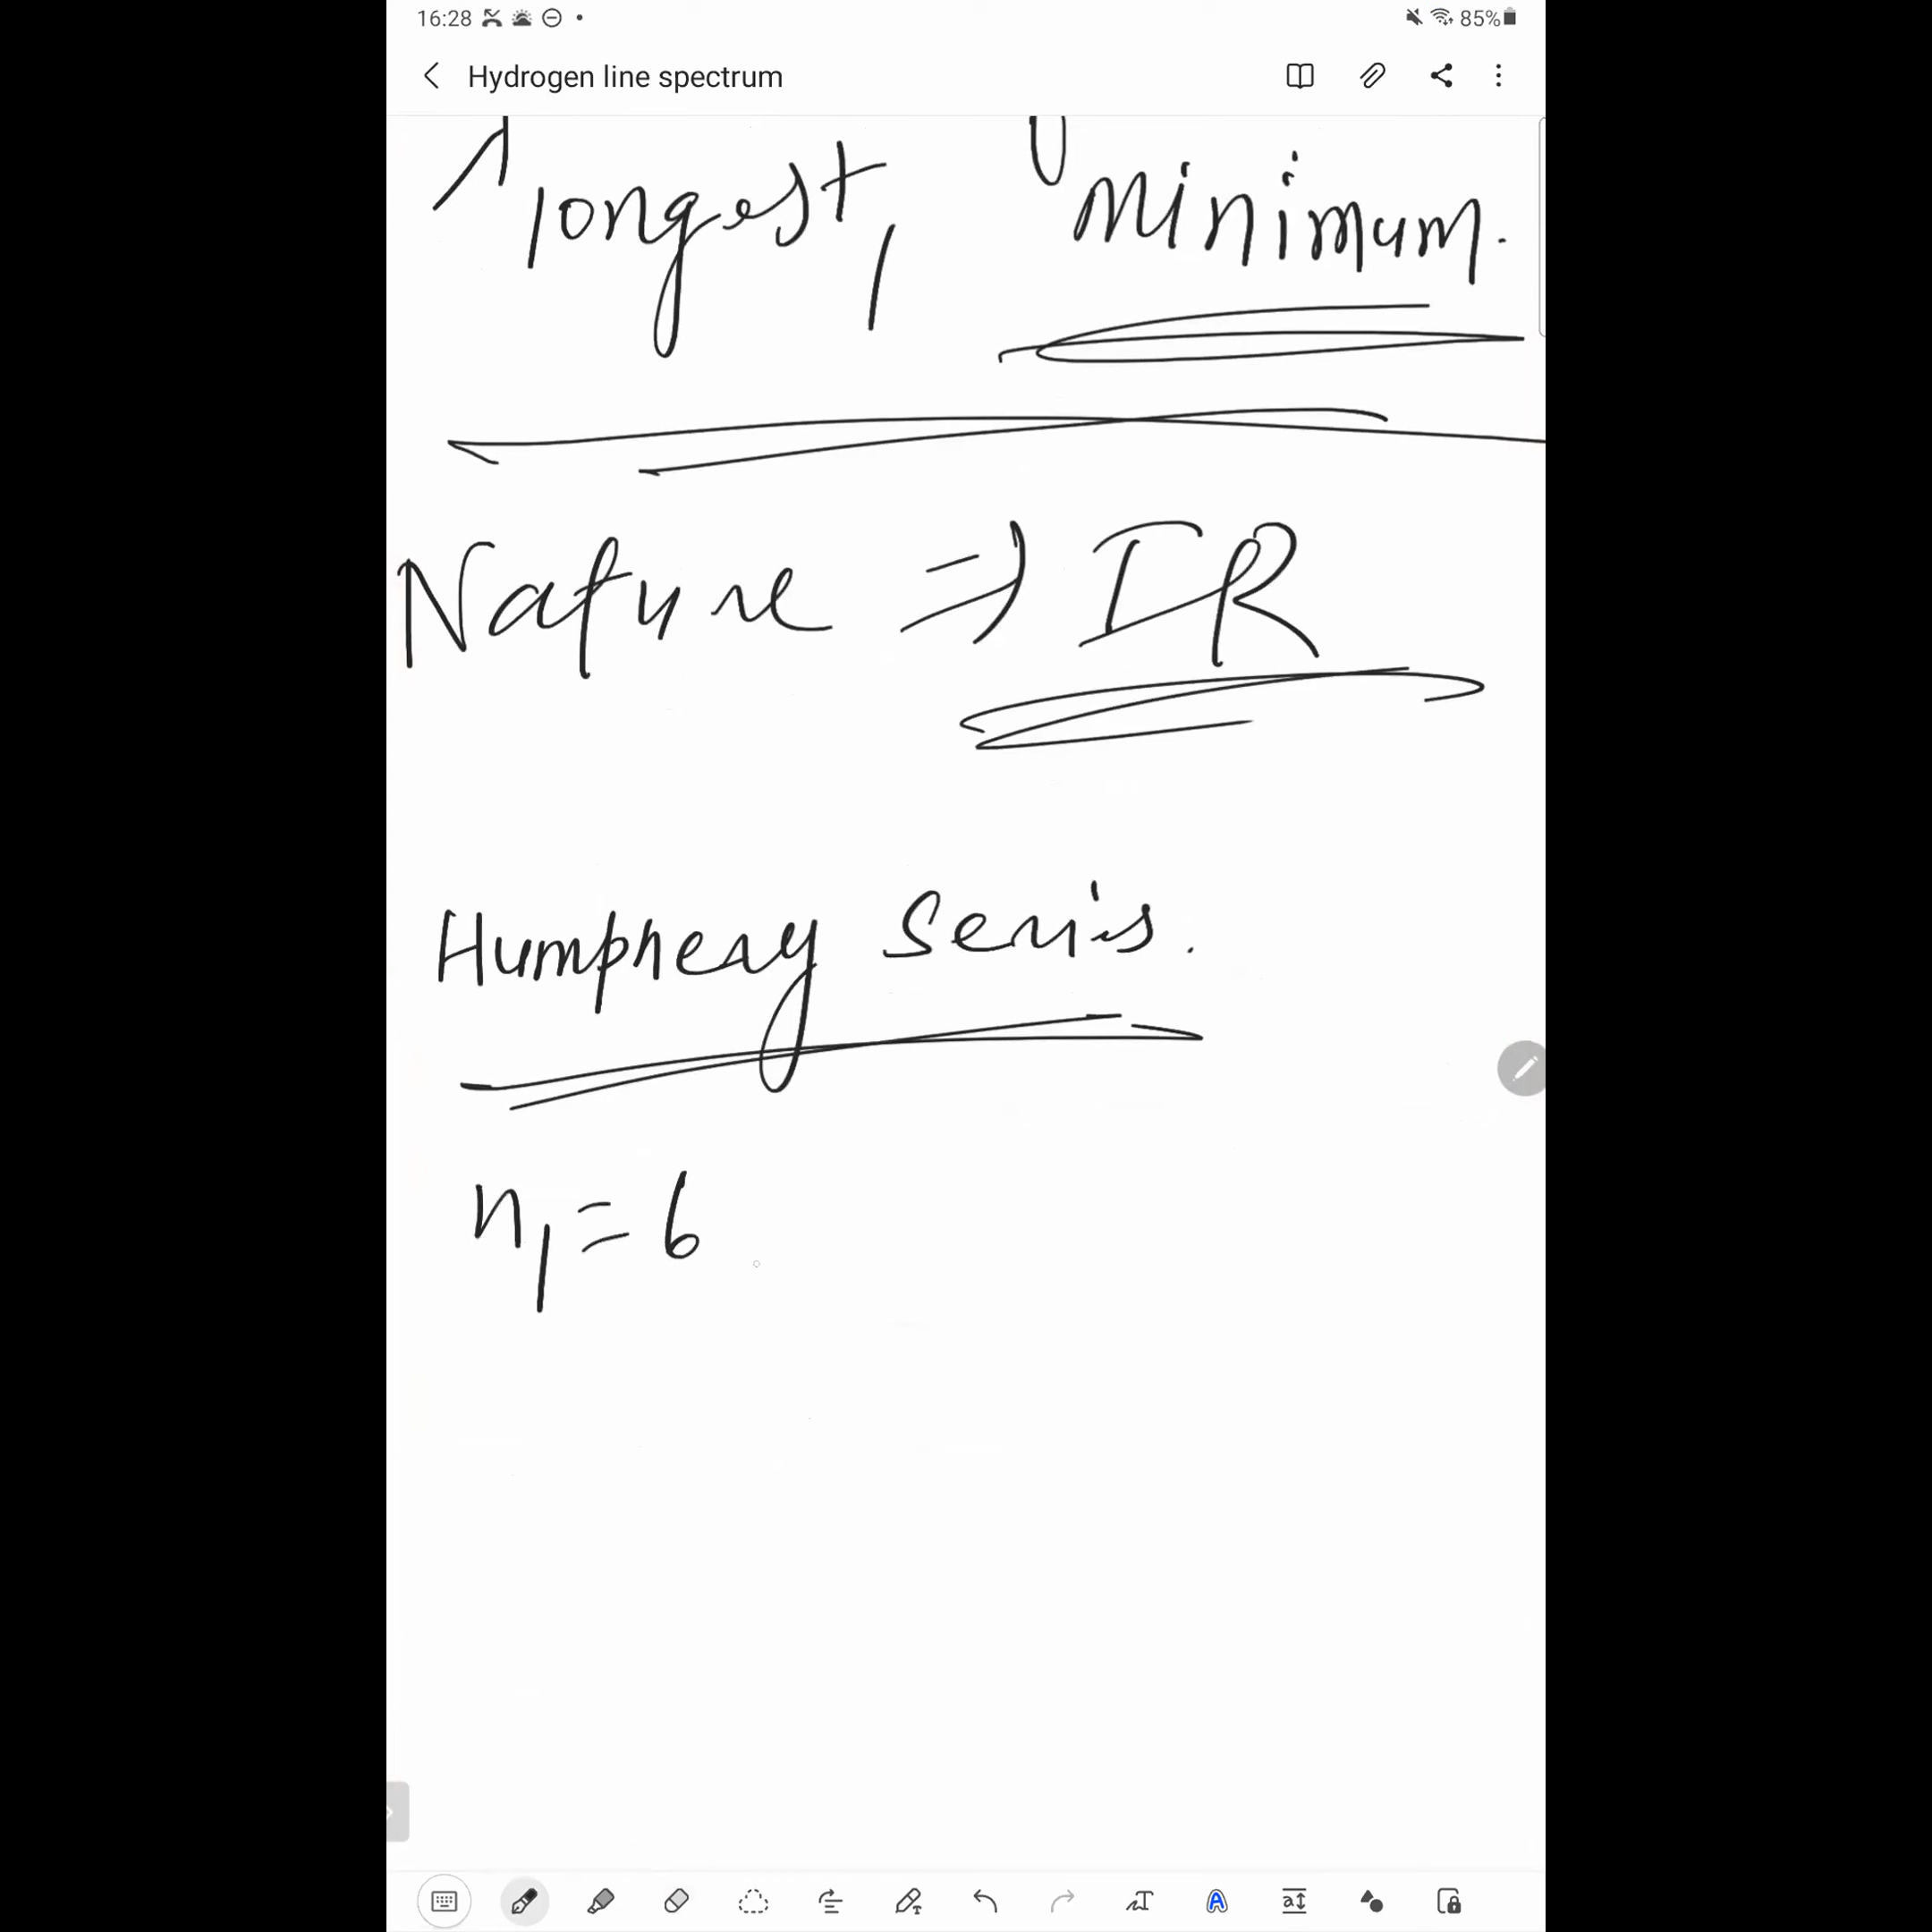 16:28 85%
Hydrogen line spectrum
longest, minimum.
Nature => IR
Humphery Series.
n1 = 6